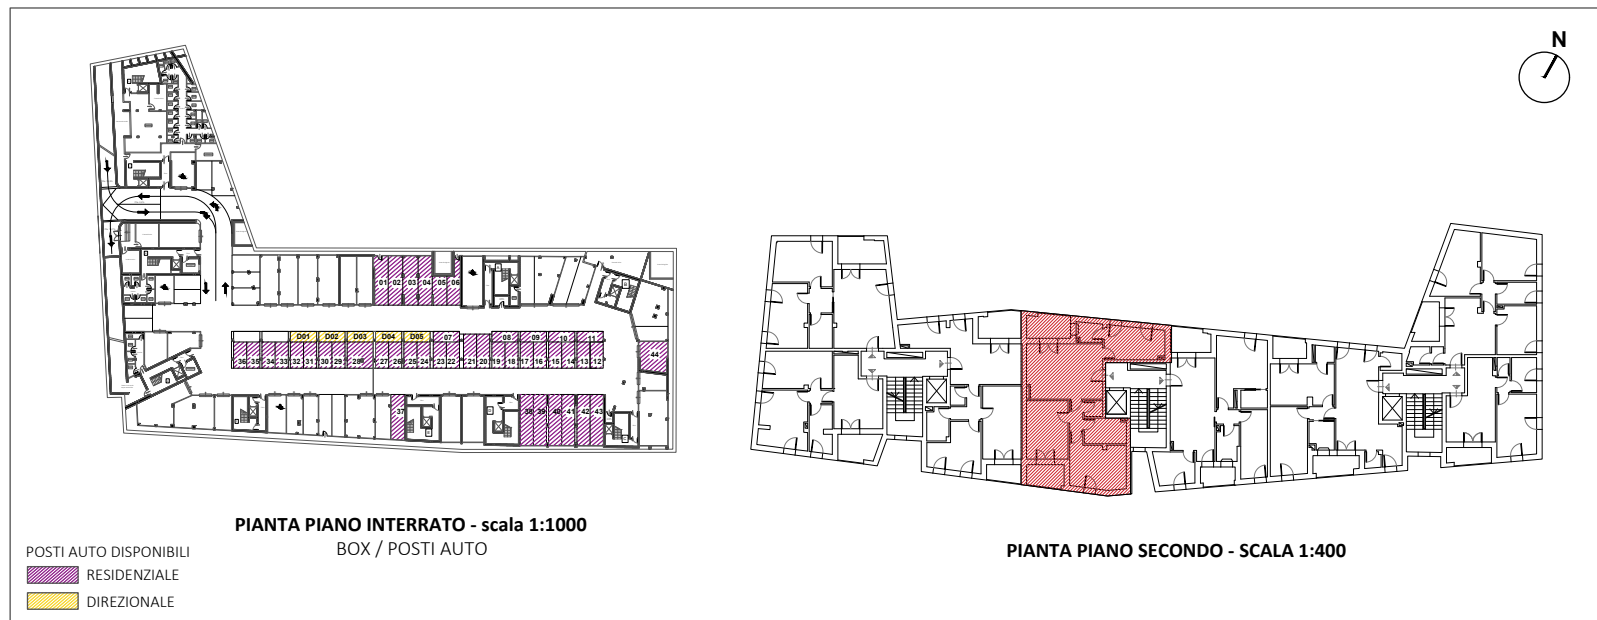 N
01 02 03 04 05 06
D01 D02 D03 D04 D05 07 08 09 10 11
36 35 34 33 32 31 30 29 28 27 26 25 24 23 22 21 20 19 18 17 16 15 14 13 12
44
37 38 39 40 41 42 43
PIANTA PIANO INTERRATO - scala 1:1000
BOX / POSTI AUTO
PIANTA PIANO SECONDO - SCALA 1:400
POSTI AUTO DISPONIBILI
RESIDENZIALE
DIREZIONALE